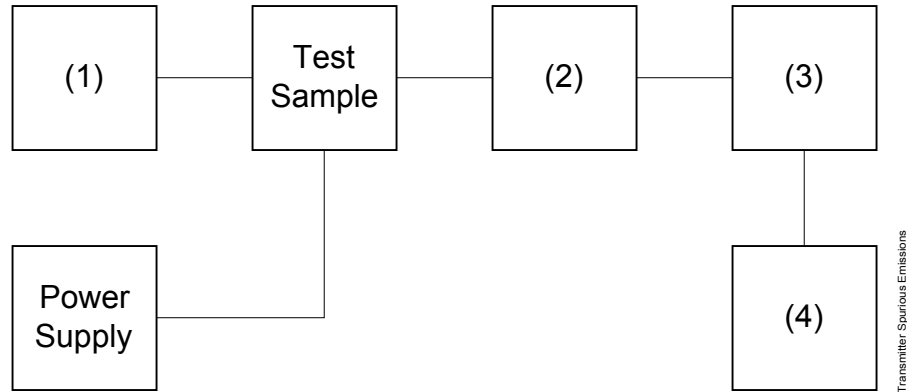 (1)
Test
Sample
(2)
(3)
Power
Supply
(4)
Transmitter Spurious Emissions